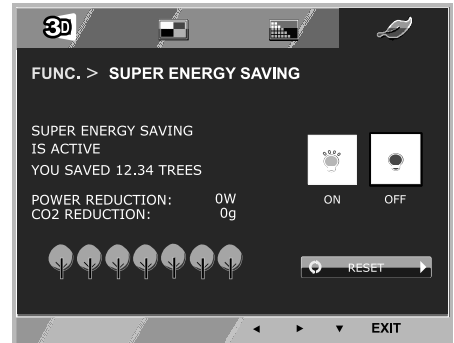 3D
FUNC. > SUPER ENERGY SAVING
SUPER ENERGY SAVING
IS ACTIVE
YOU SAVED 12.34 TREES
POWER REDUCTION: 0W
CO2 REDUCTION: 0g
ON OFF
RESET
EXIT